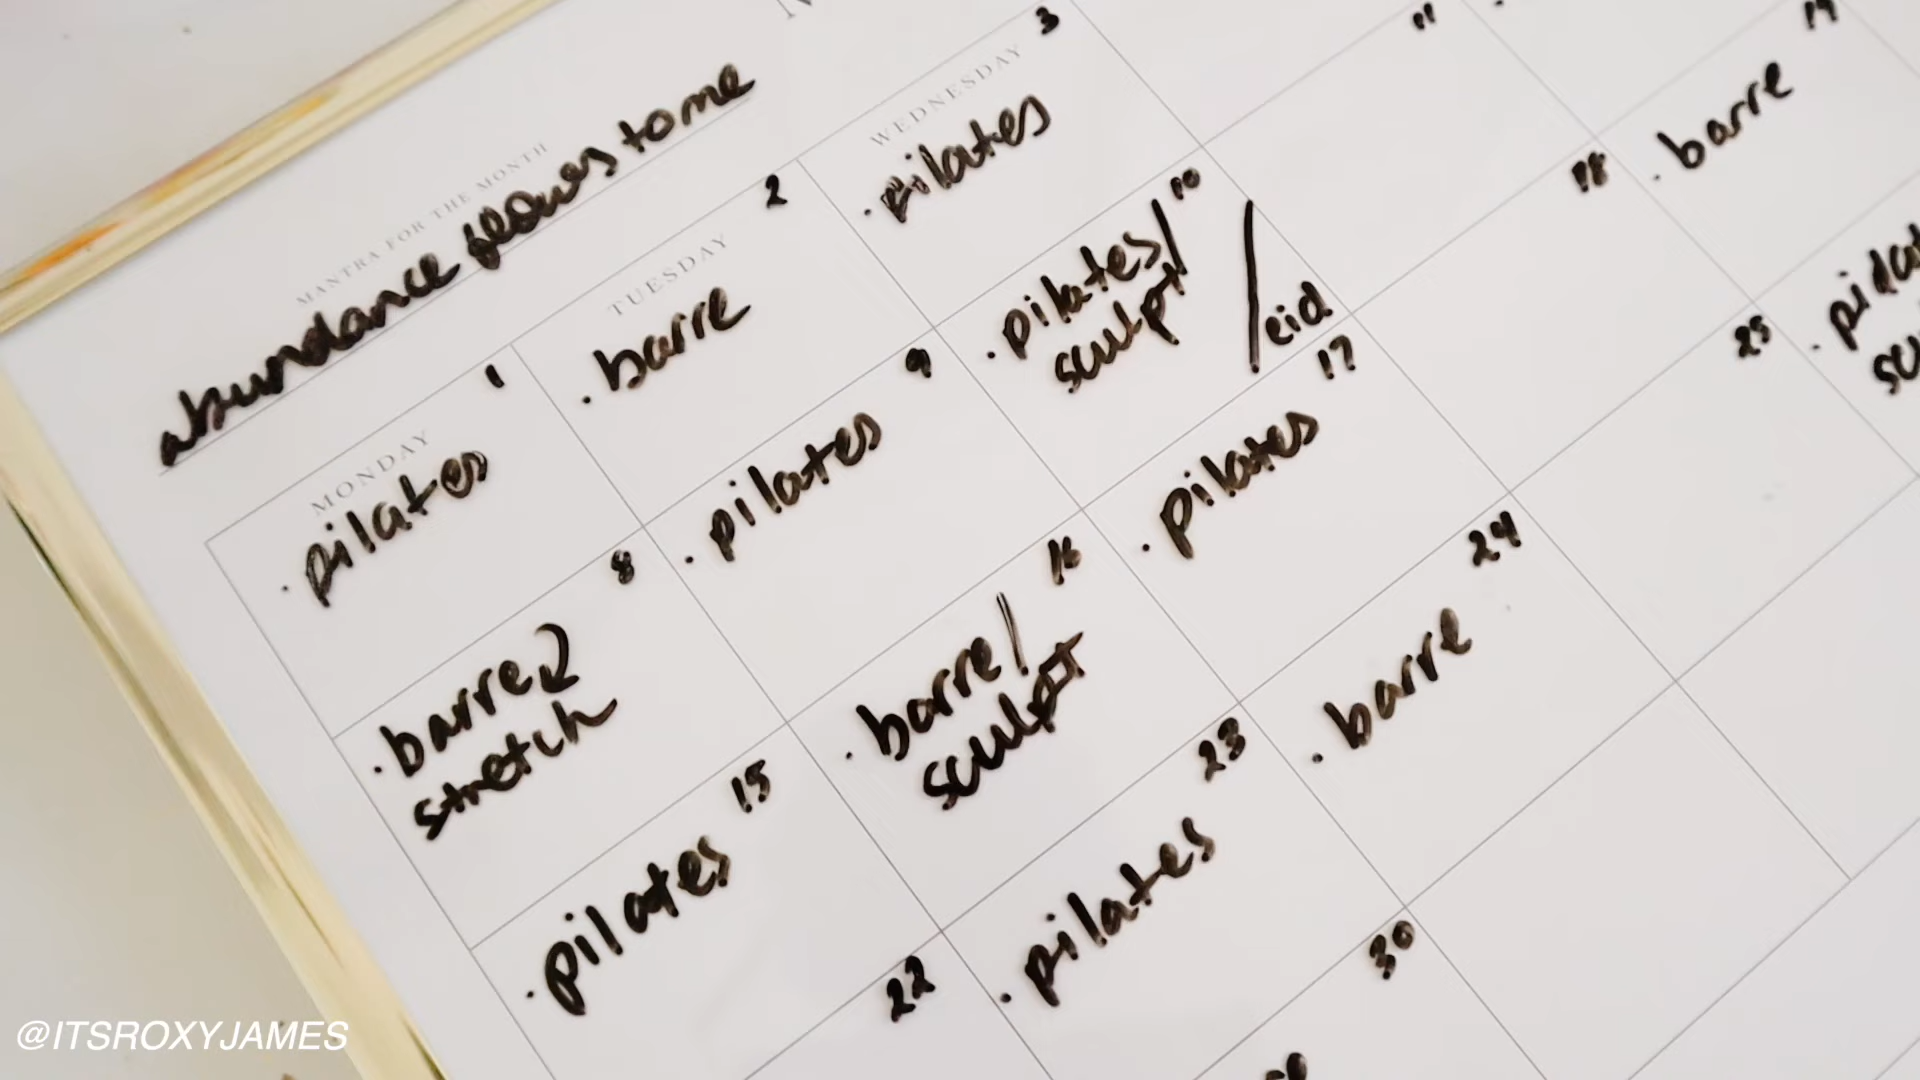 MANTRA FOR THE MONTH
abundance flows to me
MONDAY
TUESDAY
WEDNESDAY
1
. pilates
2
. barre
3
. pilates
8
. barre 2
stretch
9
. pilates
10
. pilates/
sculpt
/eid
11
15
. pilates
16
. barre/
sculpt
17
. pilates
18
19
. barre
22
23
. pilates
24
. barre
25
30
@ITSROXYJAMES